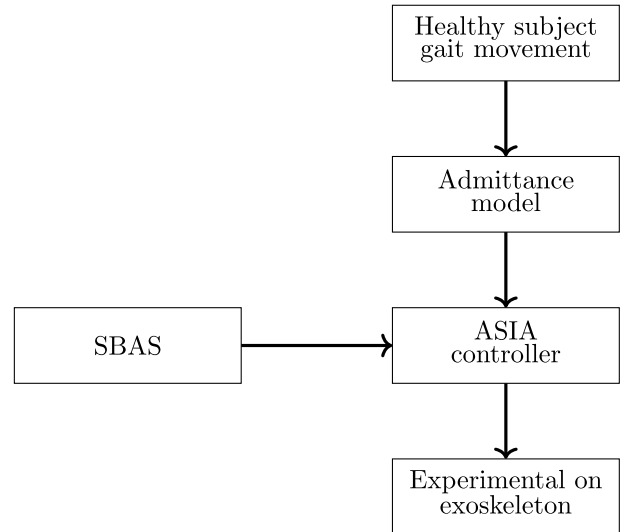 Healthy subject
gait movement
Admittance
model
SBAS
ASIA
controller
Experimental on
exoskeleton